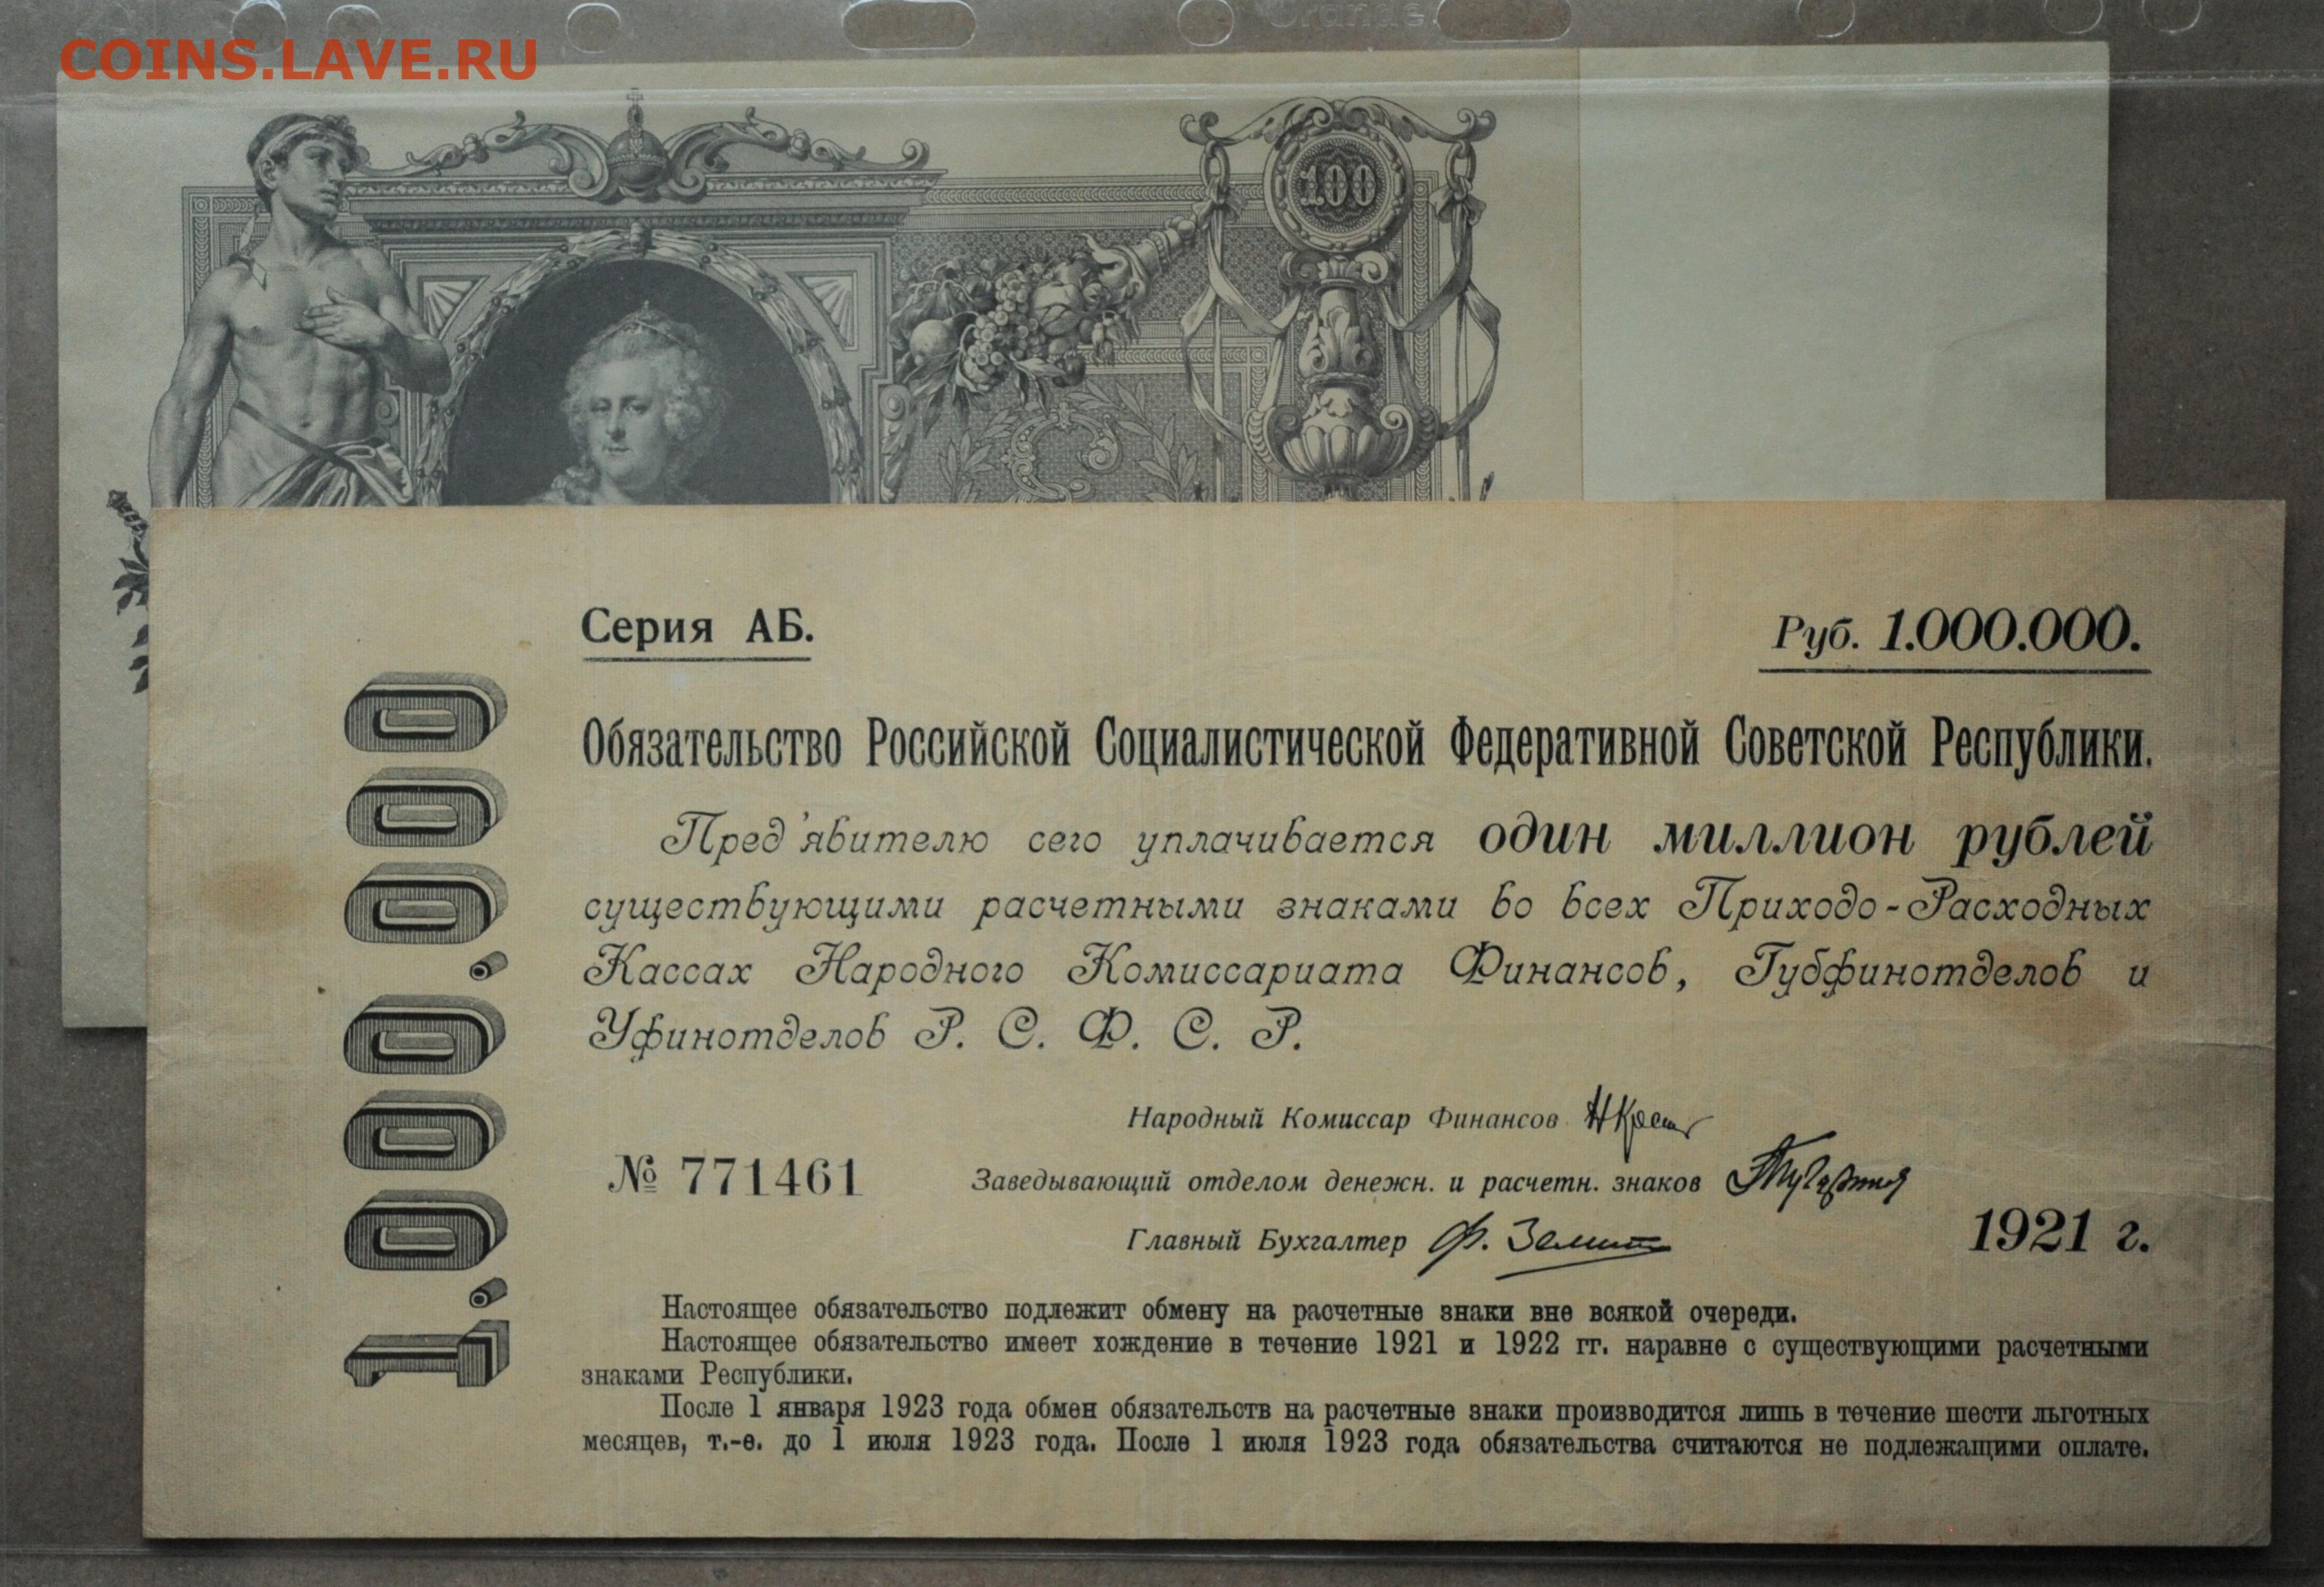 COINS.LAVE.RU
100
Серия АБ.
Руб. 1.000.000.
1.000.000
Обязательство Российской Социалистической Федеративной Советской Республики.
Пред'явителю сего уплачивается один миллион рублей
существующими расчетными знаками во всех Приходо-Расходных
Кассах Народного Комиссариата Финансов, Губфинотделов и
Уфинотделов Р. С. Ф. С. Р.
Народный Комиссар Финансов
№ 771461
Заведывающий отделом денежн. и расчетн. знаков
Главный Бухгалтер
1921 г.
Настоящее обязательство подлежит обмену на расчетные знаки вне всякой очереди.
Настоящее обязательство имеет хождение в течение 1921 и 1922 гг. наравне с существующими расчетными
знаками Республики.
После 1 января 1923 года обмен обязательств на расчетные знаки производится лишь в течение шести льготных
месяцев, т.-е. до 1 июля 1923 года. После 1 июля 1923 года обязательства считаются не подлежащими оплате.